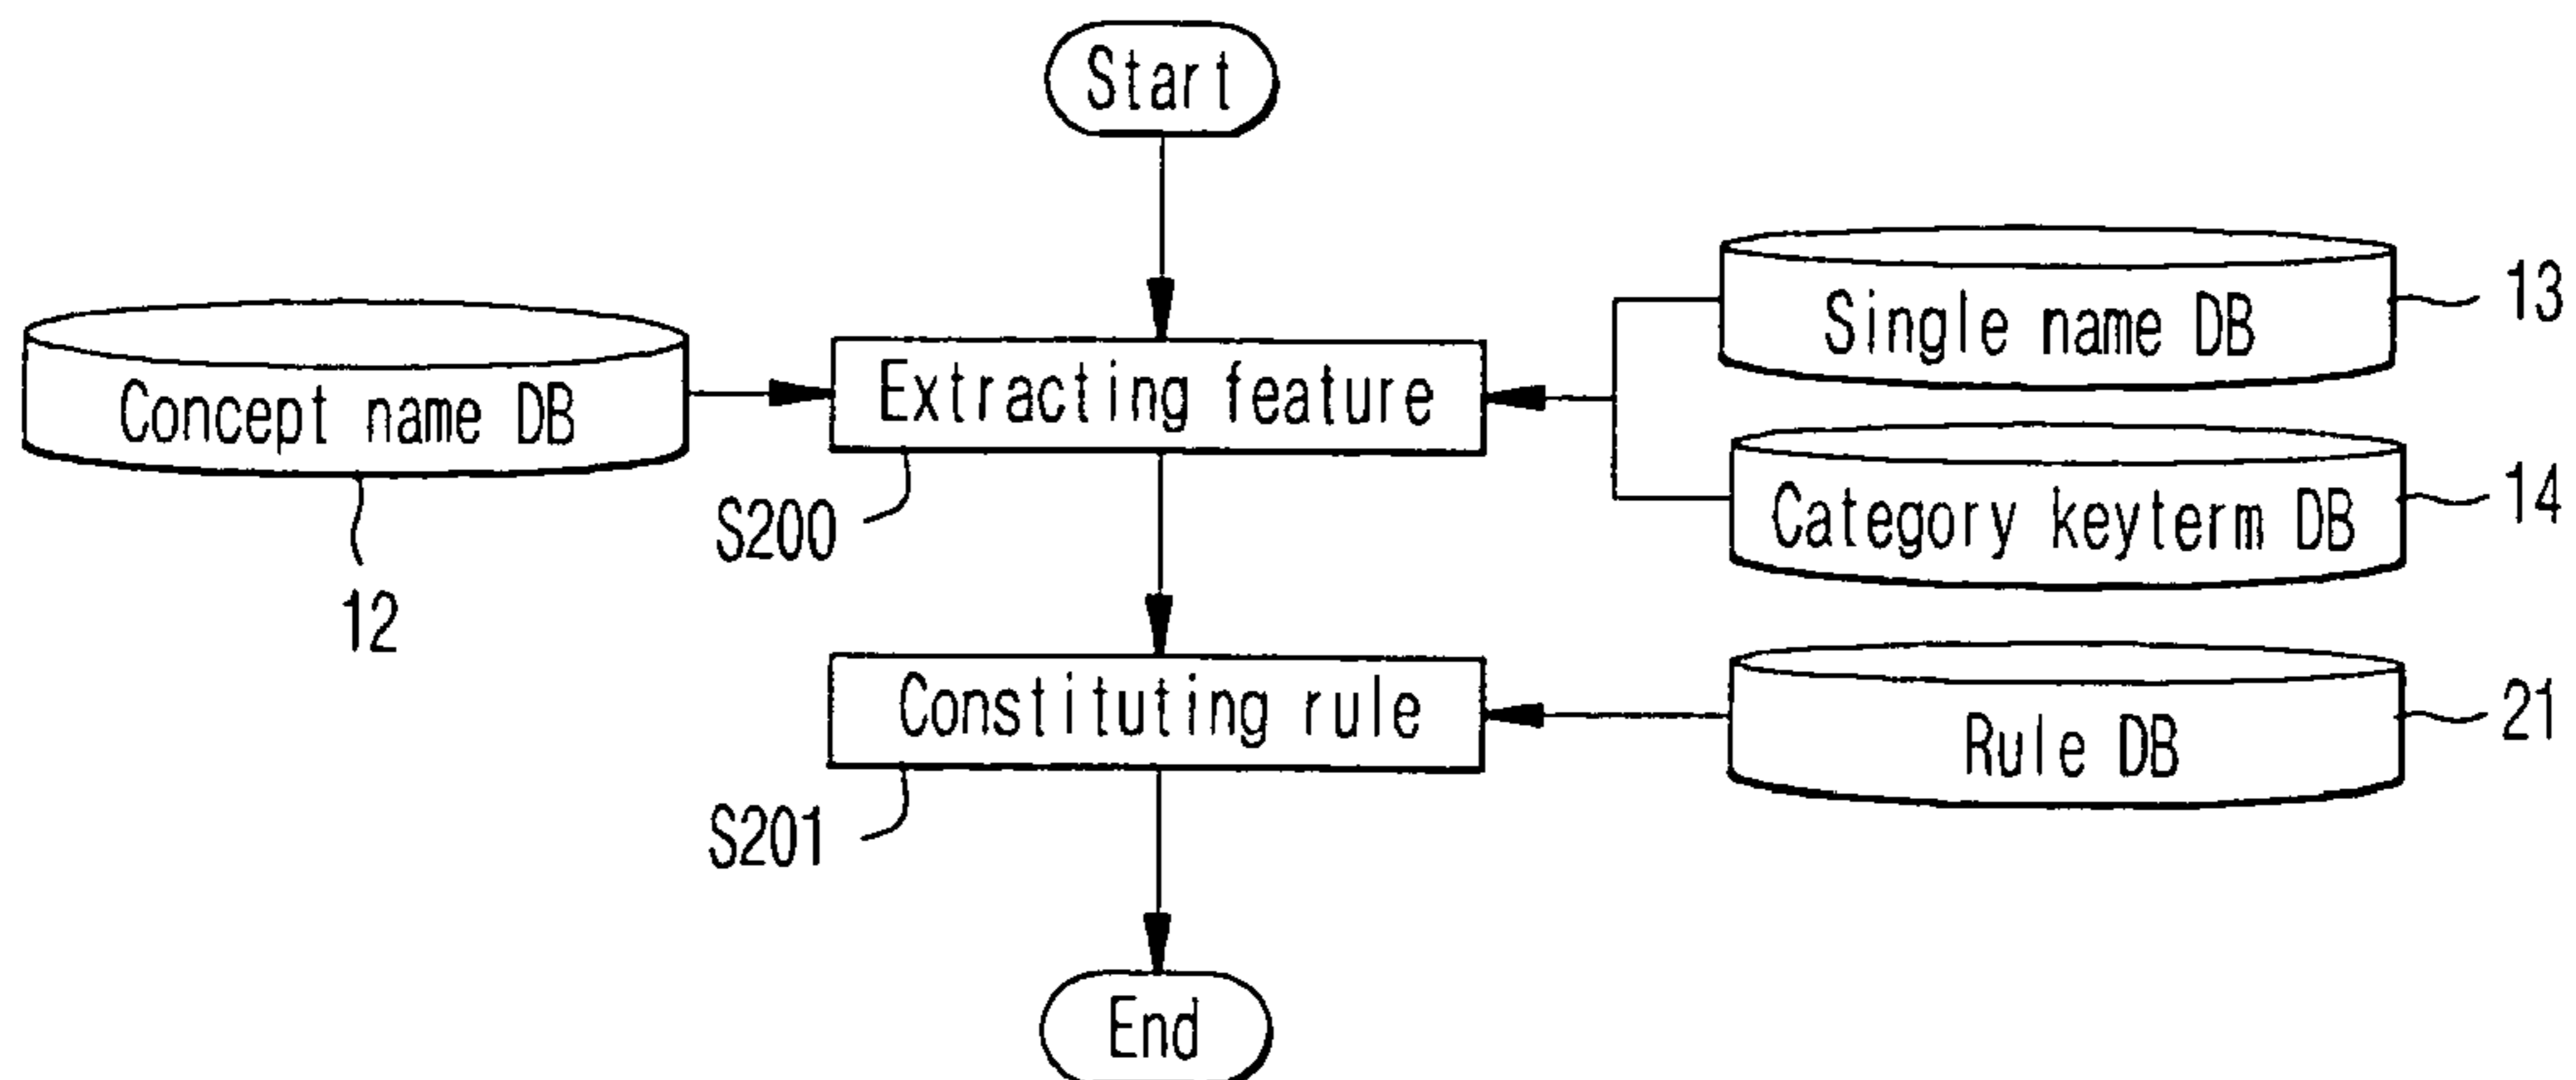 Start
Single name DB
13
Concept name DB
Extracting feature
Category keyterm DB
14
S200
12
Constituting rule
Rule DB
21
S201
End